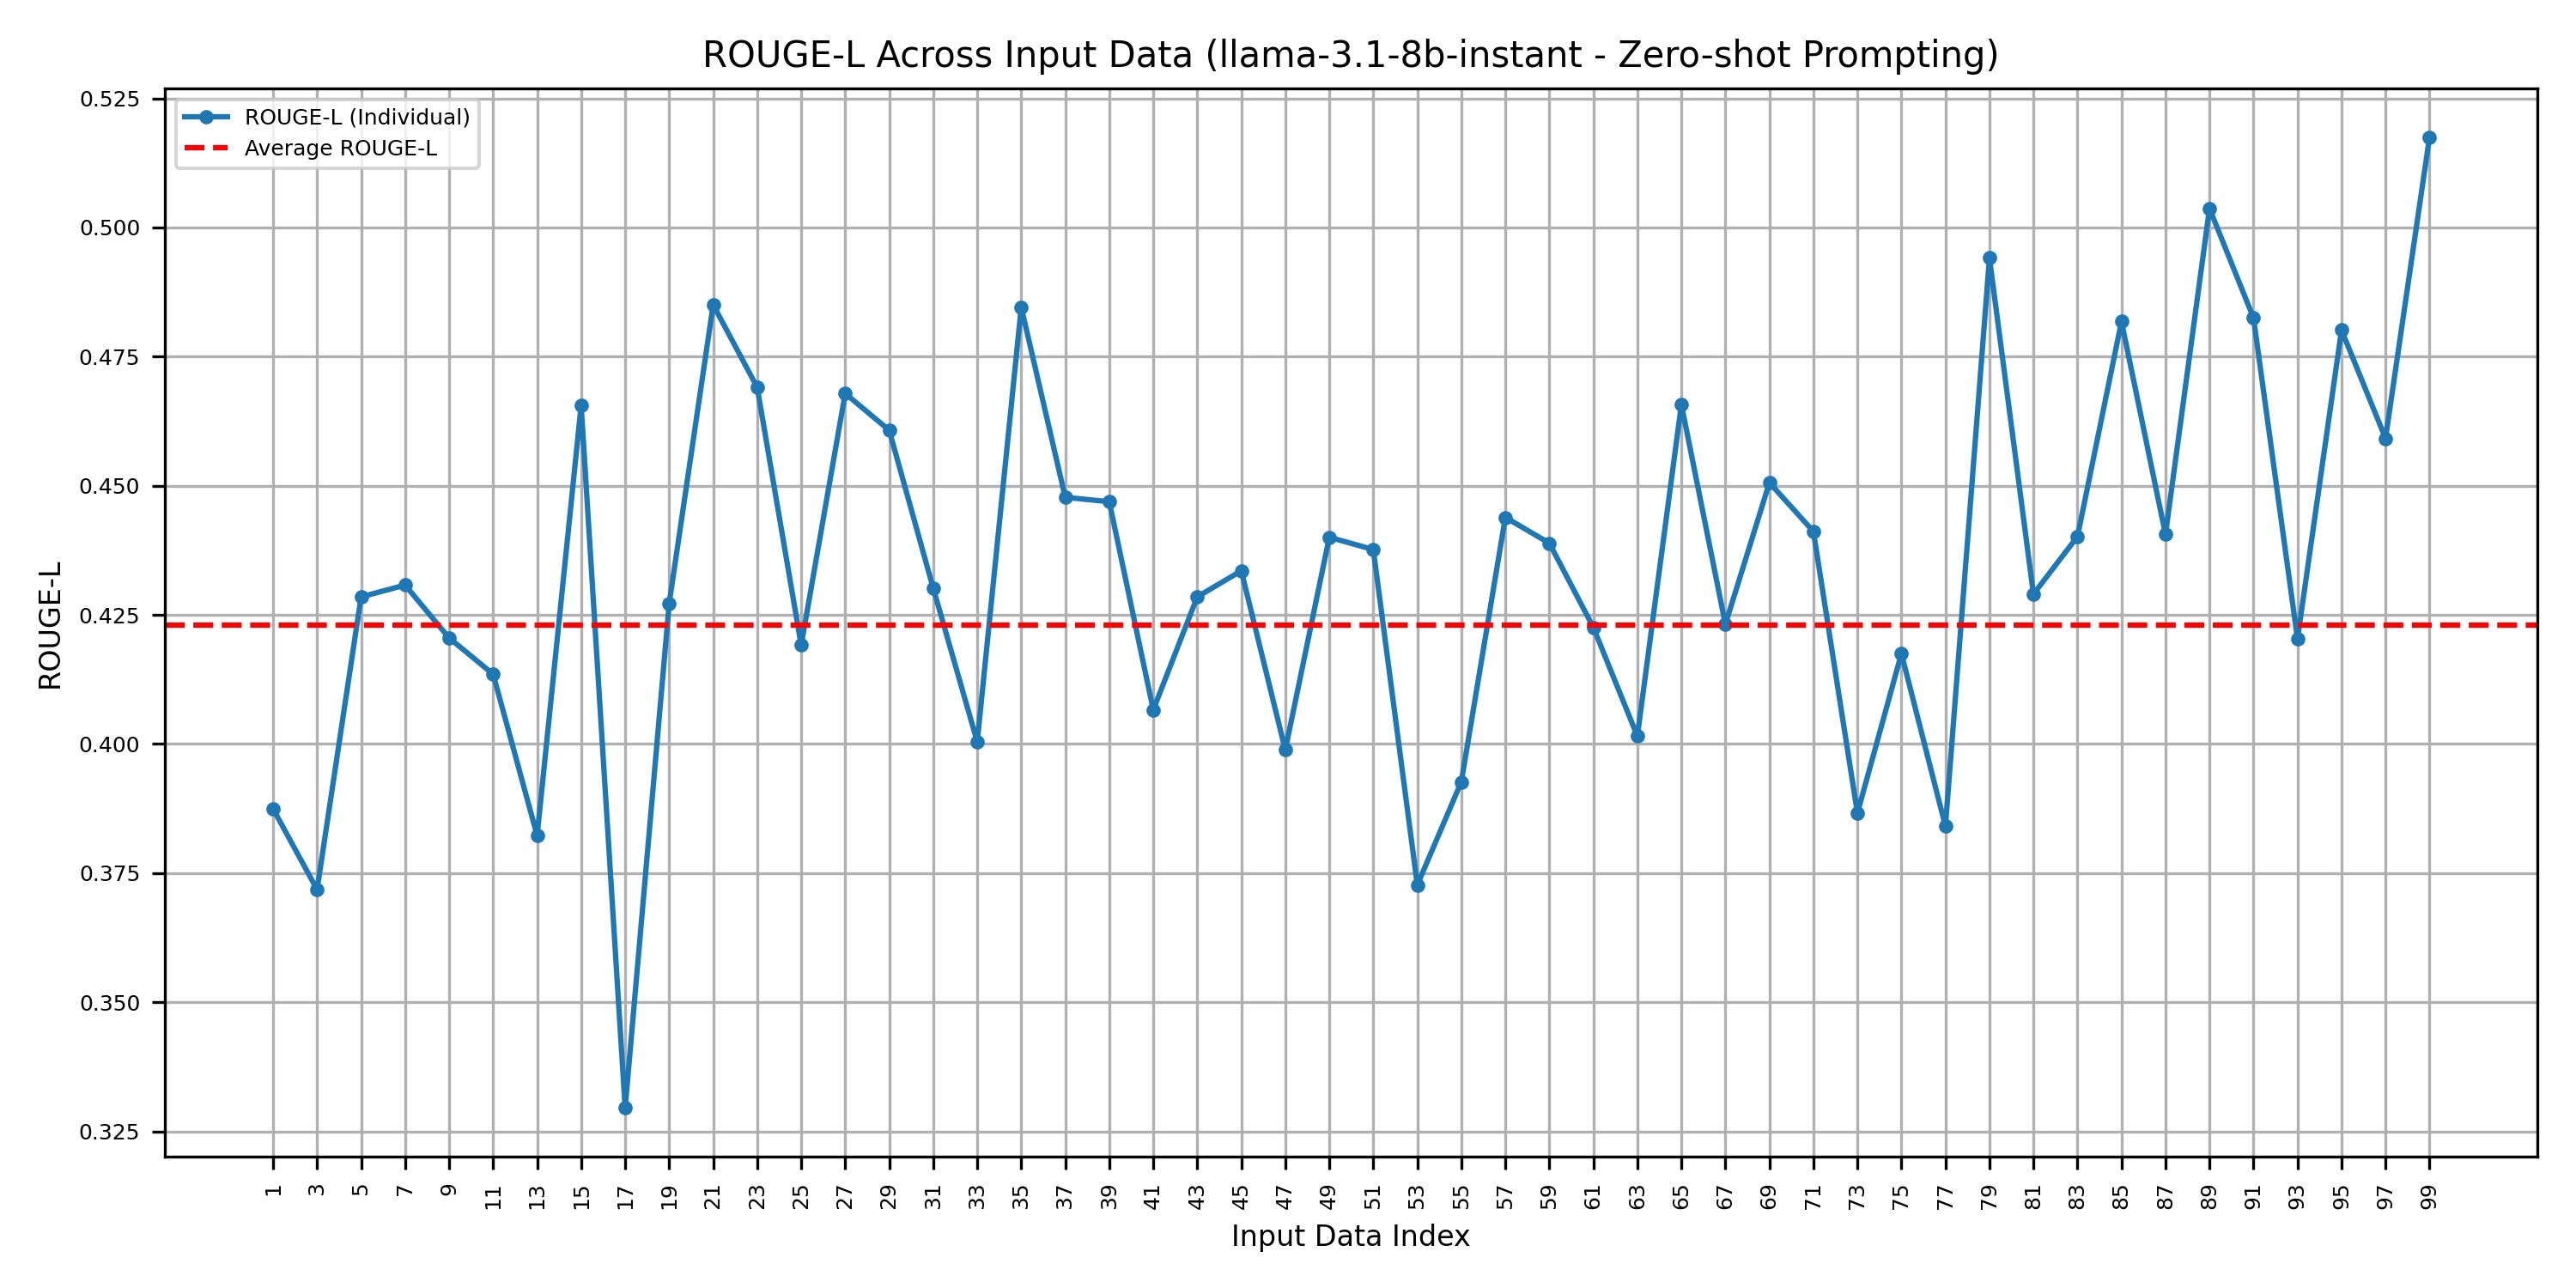 ROUGE-L Across Input Data (llama-3.1-8b-instant - Zero-shot Prompting)
ROUGE-L (Individual)
Average ROUGE-L
ROUGE-L
0.525
0.500
0.475
0.450
0.425
0.400
0.375
0.350
0.325
1 3 5 7 9 11 13 15 17 19 21 23 25 27 29 31 33 35 37 39 41 43 45 47 49 51 53 55 57 59 61 63 65 67 69 71 73 75 77 79 81 83 85 87 89 91 93 95 97 99
Input Data Index